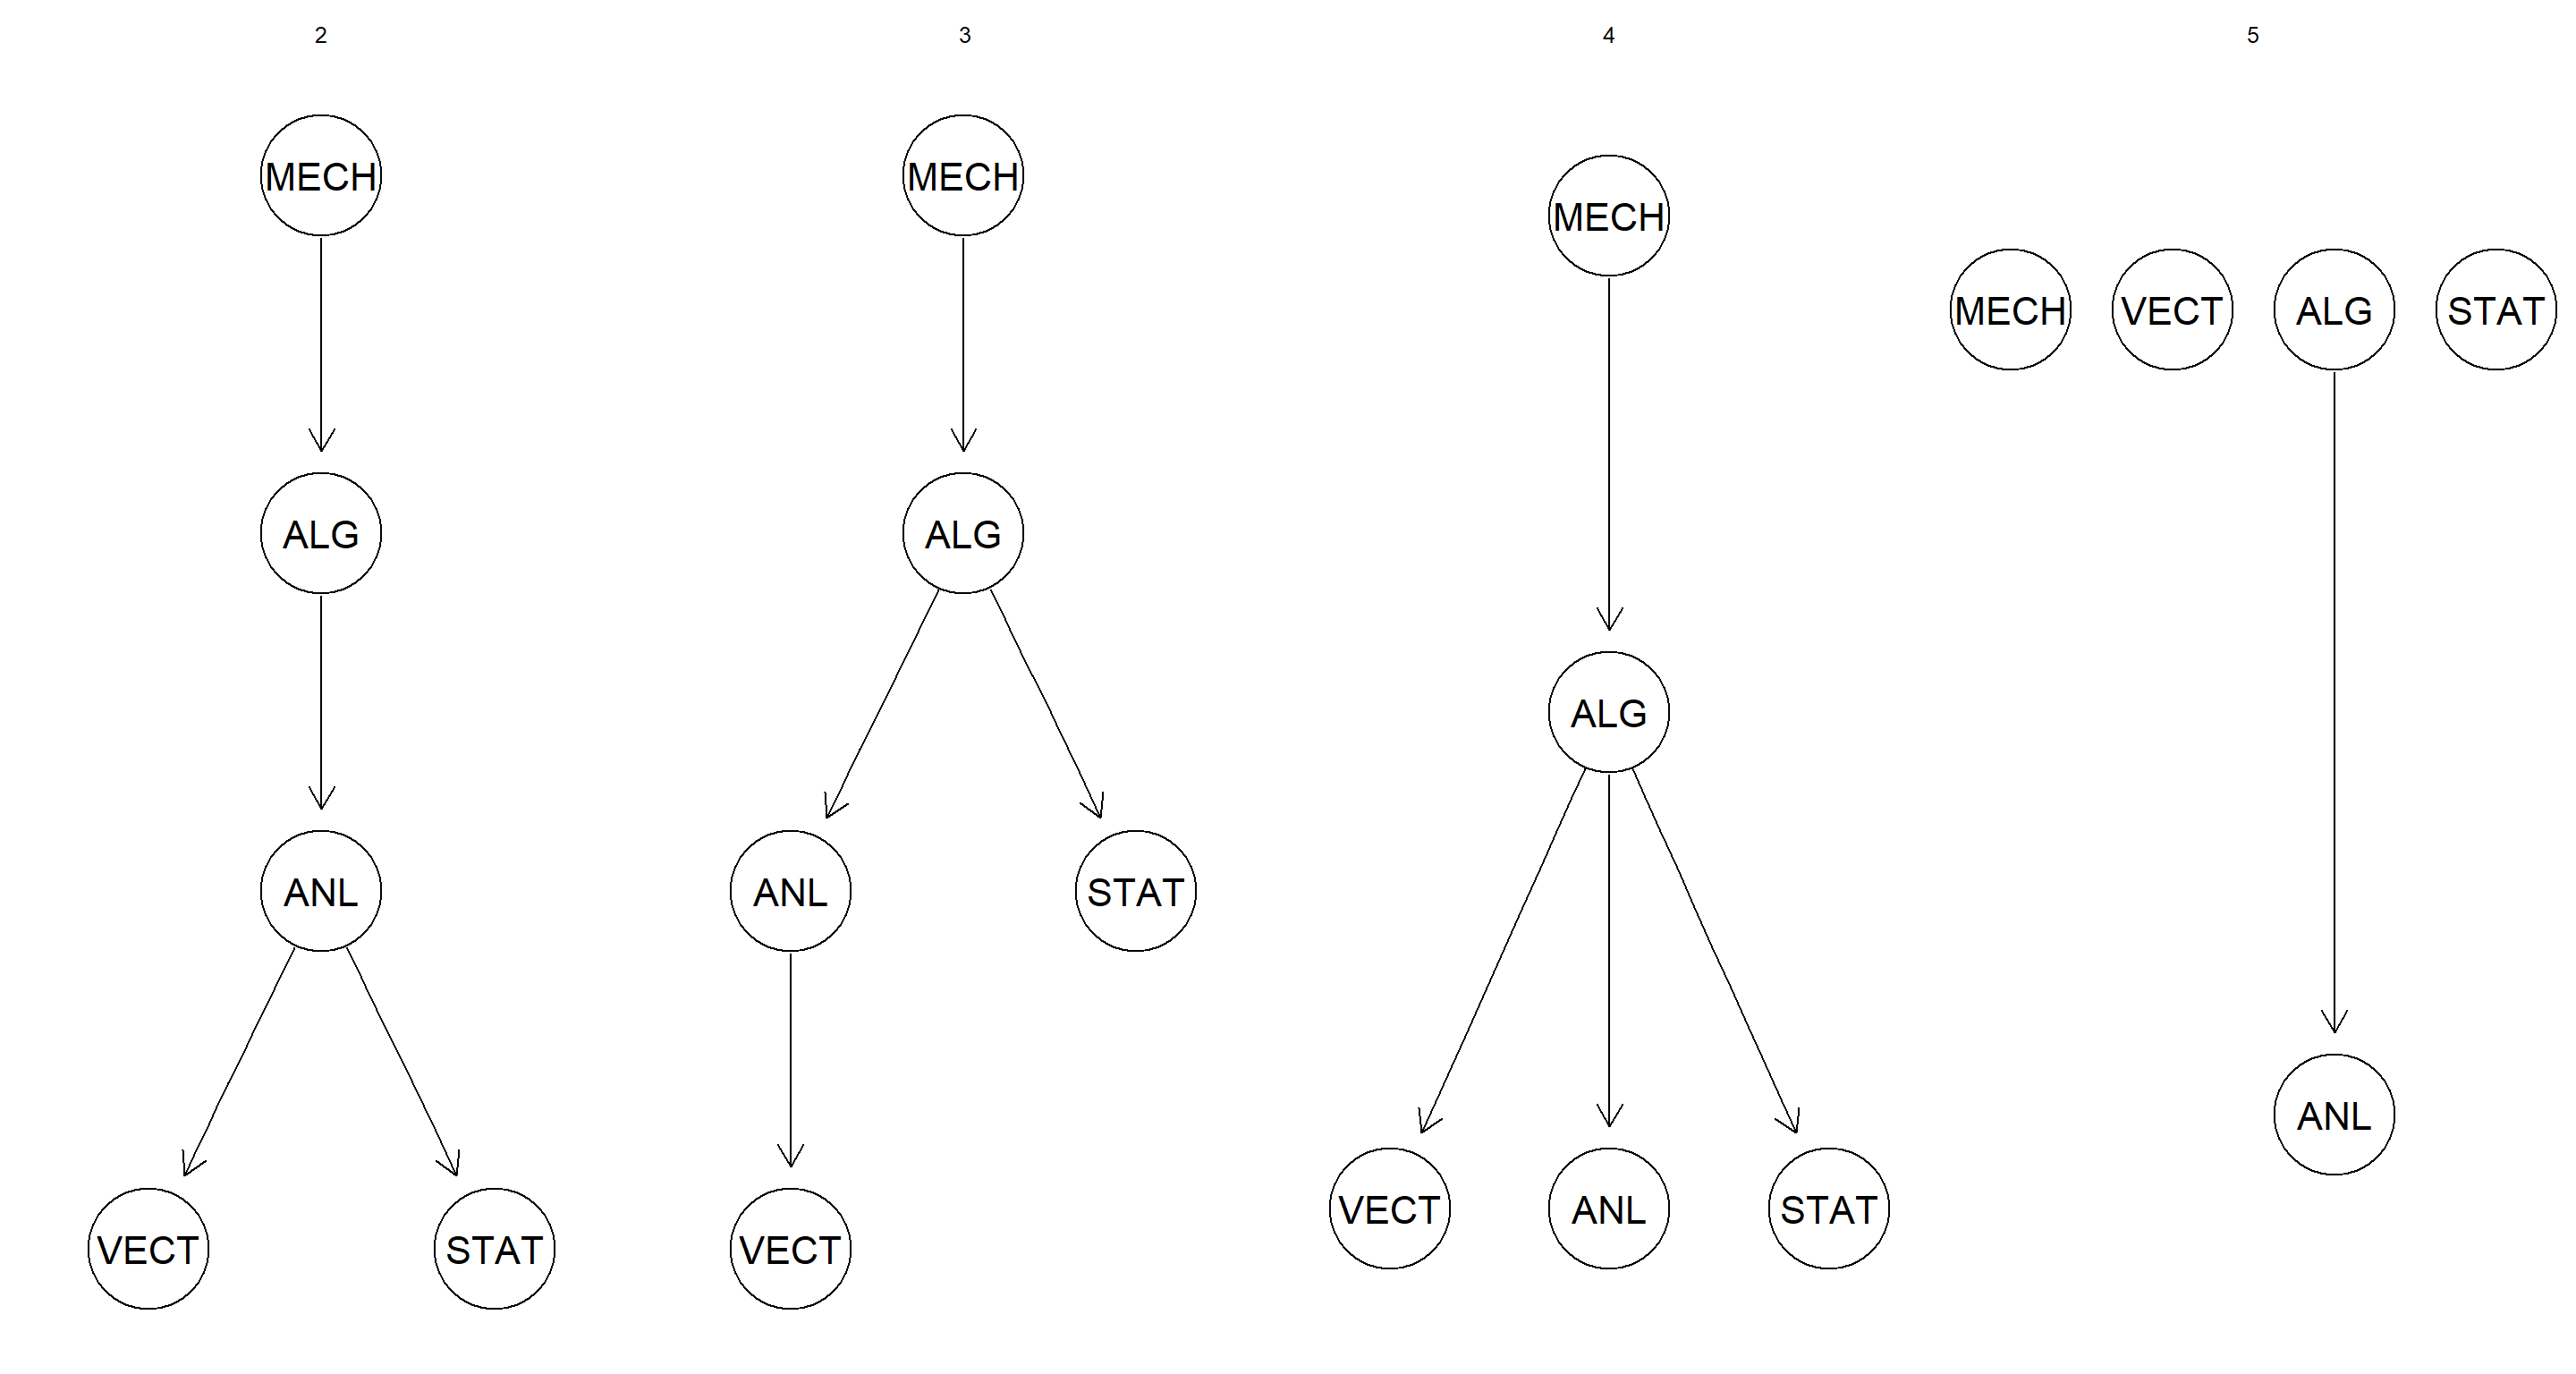 2 3 4 5
MECH MECH MECH
MECH VECT ALG STAT
ALG ALG ALG
ANL ANL STAT
ANL
VECT ANL STAT
VECT STAT VECT